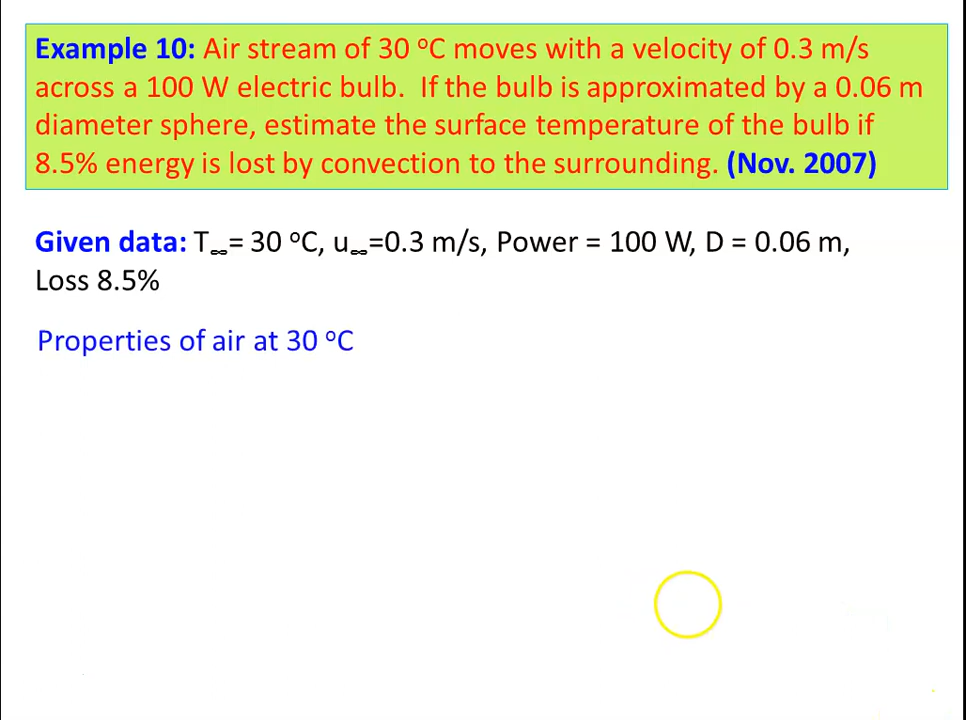 Example 10: Air stream of 30 ºC moves with a velocity of 0.3 m/s
across a 100 W electric bulb. If the bulb is approximated by a 0.06 m
diameter sphere, estimate the surface temperature of the bulb if
8.5% energy is lost by convection to the surrounding. (Nov. 2007)
Given data: T∞= 30 ºC, u∞=0.3 m/s, Power = 100 W, D = 0.06 m,
Loss 8.5%
Properties of air at 30 ºC